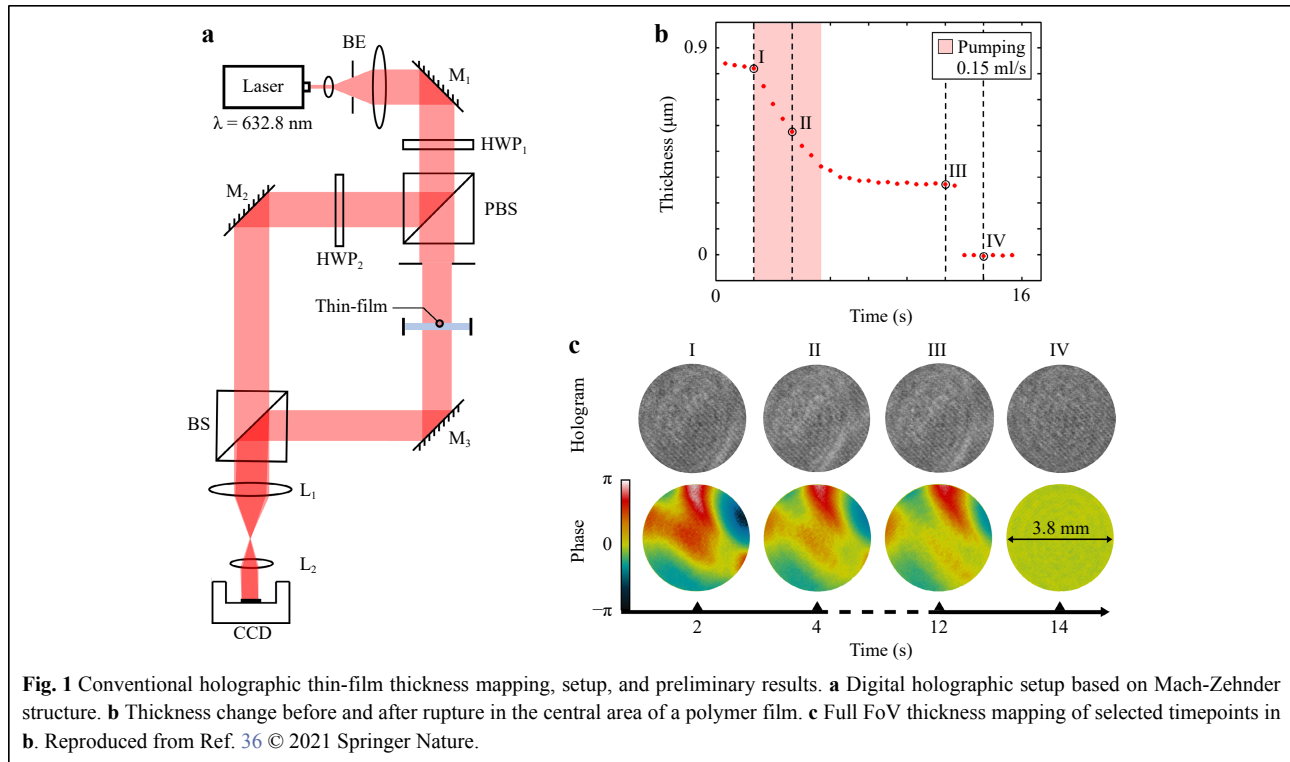 a
BE
M₁
Laser
λ = 632.8 nm
HWP₁
M₂
PBS
HWP₂
Thin-film
BS
M₃
L₁
L₂
CCD
b
0.9
I
Pumping
0.15 ml/s
II
Thickness (μm)
III
IV
0
0
16
Time (s)
c
I
II
III
IV
Hologram
π
Phase
0
3.8 mm
−π
2
4
12
14
Time (s)
Fig. 1 Conventional holographic thin-film thickness mapping, setup, and preliminary results. a Digital holographic setup based on Mach-Zehnder
structure. b Thickness change before and after rupture in the central area of a polymer film. c Full FoV thickness mapping of selected timepoints in
b. Reproduced from Ref. 36 © 2021 Springer Nature.